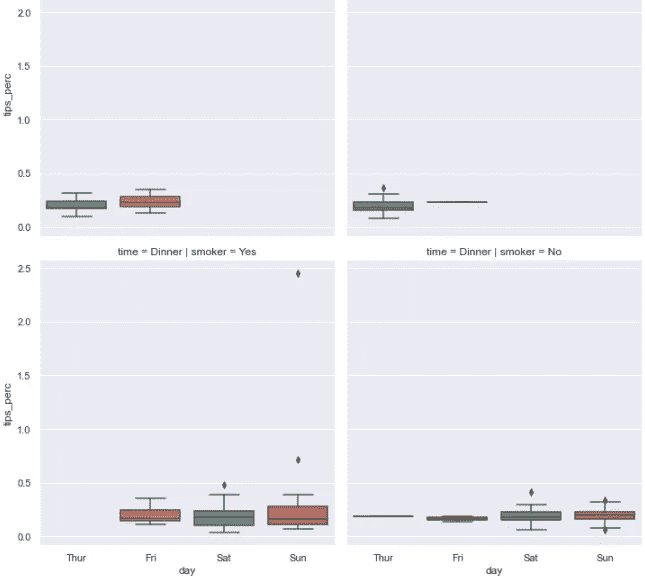 2.0
1.5
1.0
0.5
0.0
tips_perc
time = Dinner | smoker = Yes
time = Dinner | smoker = No
2.5
2.0
1.5
1.0
0.5
0.0
tips_perc
Thur Fri Sat Sun
day
Thur Fri Sat Sun
day